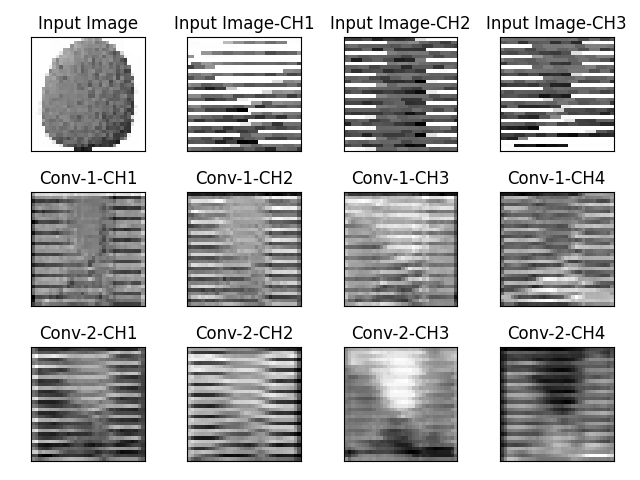 Input Image Input Image-CH1 Input Image-CH2 Input Image-CH3
Conv-1-CH1 Conv-1-CH2 Conv-1-CH3 Conv-1-CH4
Conv-2-CH1 Conv-2-CH2 Conv-2-CH3 Conv-2-CH4